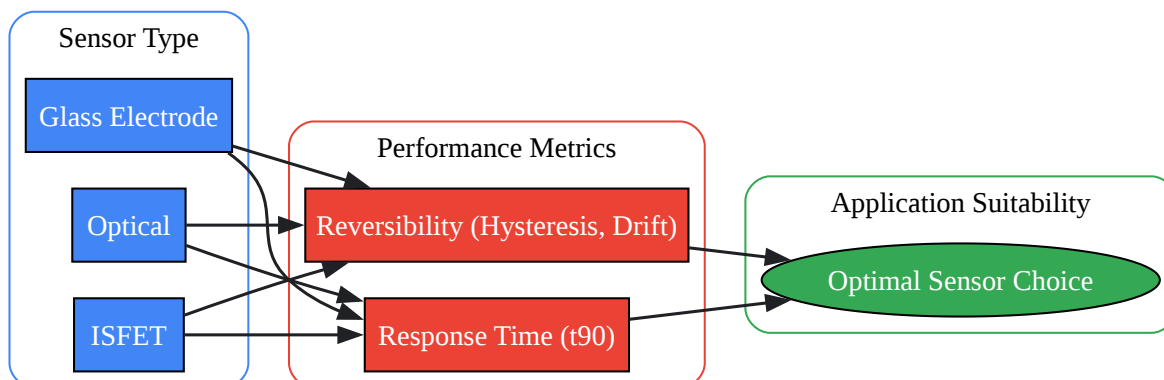 Sensor Type
Glass Electrode
Optical
ISFET
Performance Metrics
Reversibility (Hysteresis, Drift)
Response Time (t90)
Application Suitability
Optimal Sensor Choice